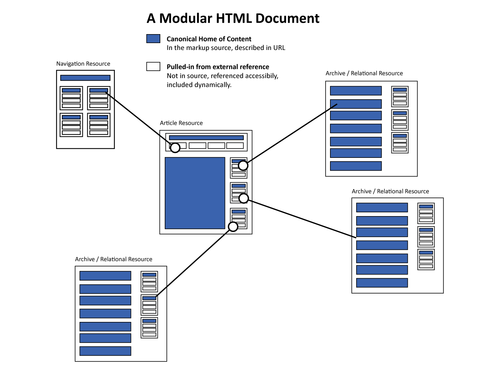 A Modular HTML Document
Canonical Home of Content
In the markup source, described in URL
Pulled-in from external reference
Not in source, referenced accessibily,
included dynamically.
Navigation Resource
Archive / Relational Resource
Article Resource
Archive / Relational Resource
Archive / Relational Resource